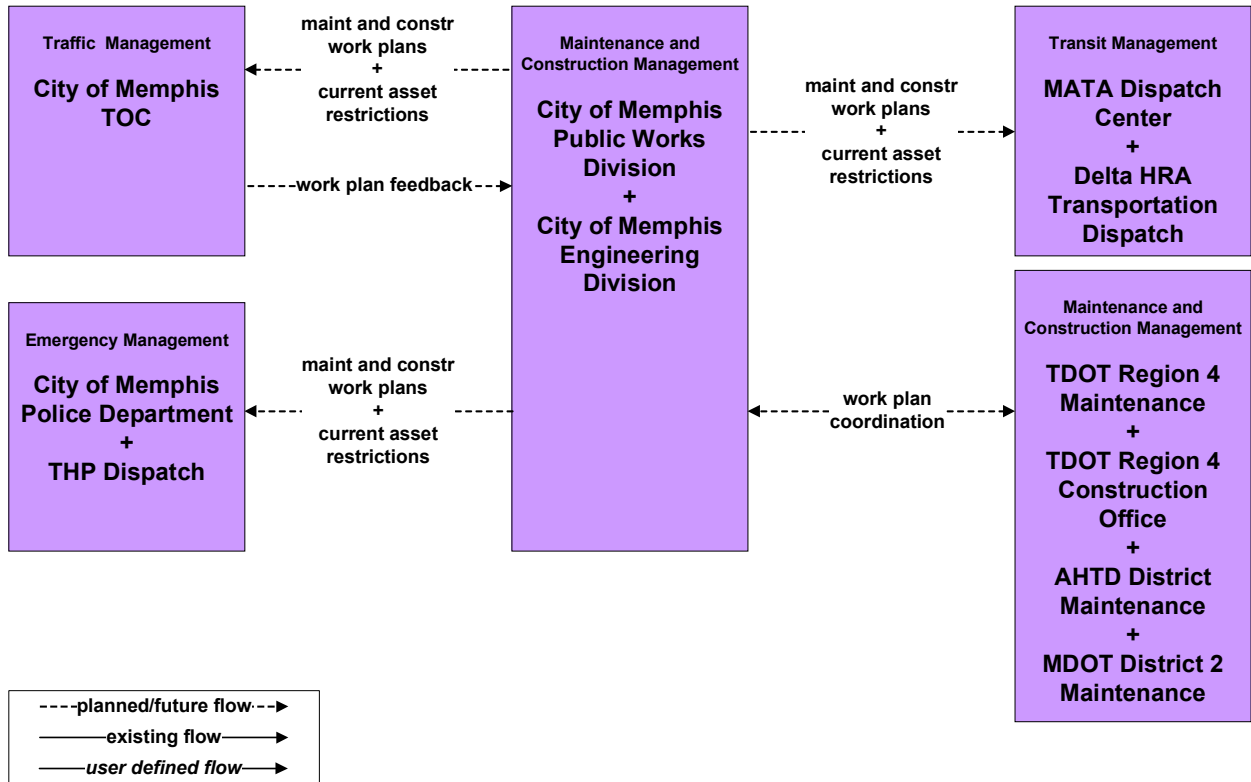 Traffic Management
City of Memphis
TOC
maint and constr
work plans
+
current asset
restrictions
work plan feedback
Maintenance and
Construction Management
City of Memphis
Public Works
Division
+
City of Memphis
Engineering
Division
maint and constr
work plans
+
current asset
restrictions
Transit Management
MATA Dispatch
Center
+
Delta HRA
Transportation
Dispatch
Emergency Management
City of Memphis
Police Department
+
THP Dispatch
maint and constr
work plans
+
current asset
restrictions
work plan
coordination
Maintenance and
Construction Management
TDOT Region 4
Maintenance
+
TDOT Region 4
Construction
Office
+
AHTD District
Maintenance
+
MDOT District 2
Maintenance
planned/future flow
existing flow
user defined flow